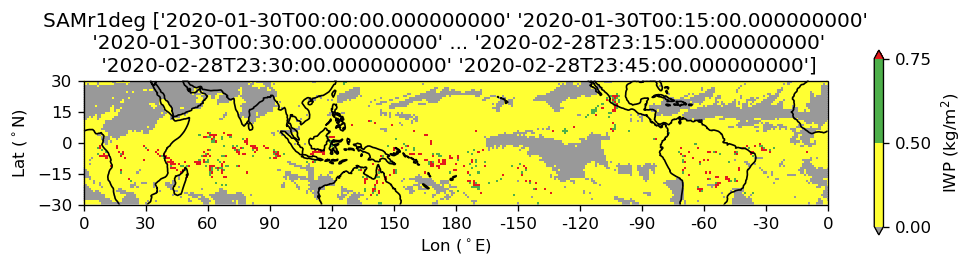 SAMr1deg ['2020-01-30T00:00:00.000000000' '2020-01-30T00:15:00.000000000'
'2020-01-30T00:30:00.000000000' ... '2020-02-28T23:15:00.000000000'
'2020-02-28T23:30:00.000000000' '2020-02-28T23:45:00.000000000']
30
15
0
−15
−30
Lat (°N)
0 30 60 90 120 150 180 -150 -120 -90 -60 -30 0
Lon (°E)
0.75
0.50
0.00
IWP (kg/m²)